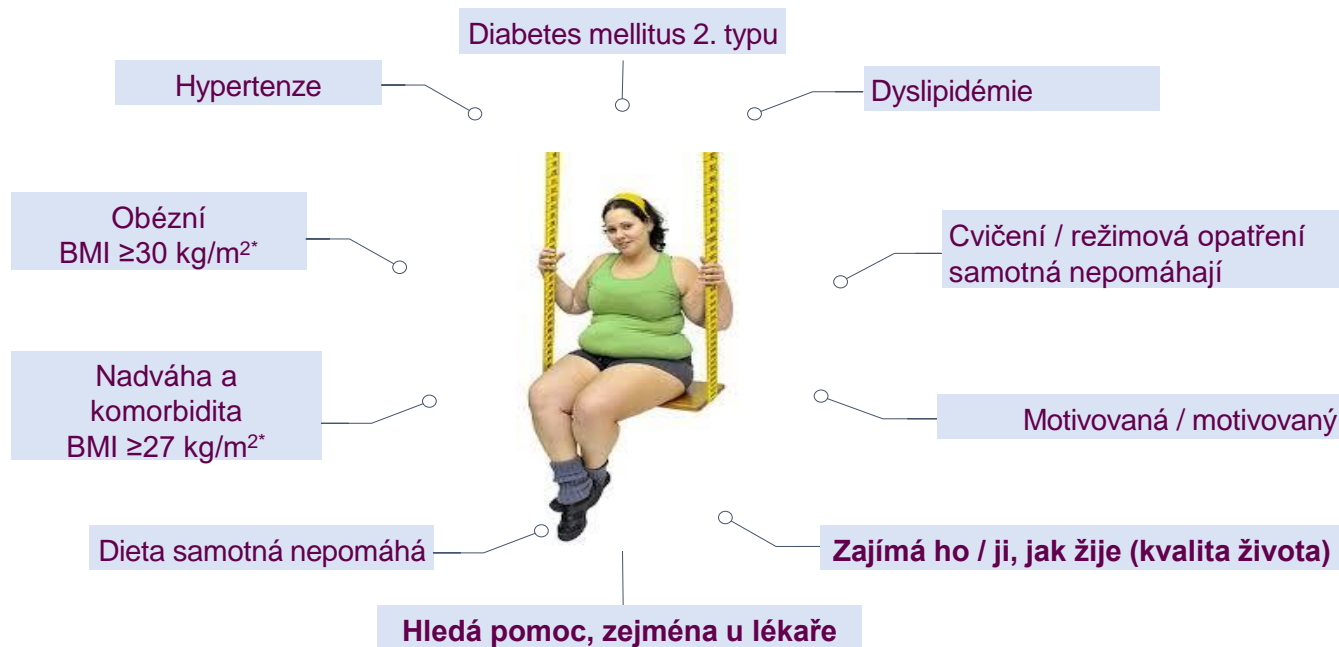 Diabetes mellitus 2. typu
Hypertenze
Dyslipidémie
Obézní
BMI ≥30 kg/m²*
Cvičení / režimová opatření
samotná nepomáhají
Nadváha a
komorbidita
BMI ≥27 kg/m²*
Motivovaná / motivovaný
Dieta samotná nepomáhá
Zajímá ho / ji, jak žije (kvalita života)
Hledá pomoc, zejména u lékaře